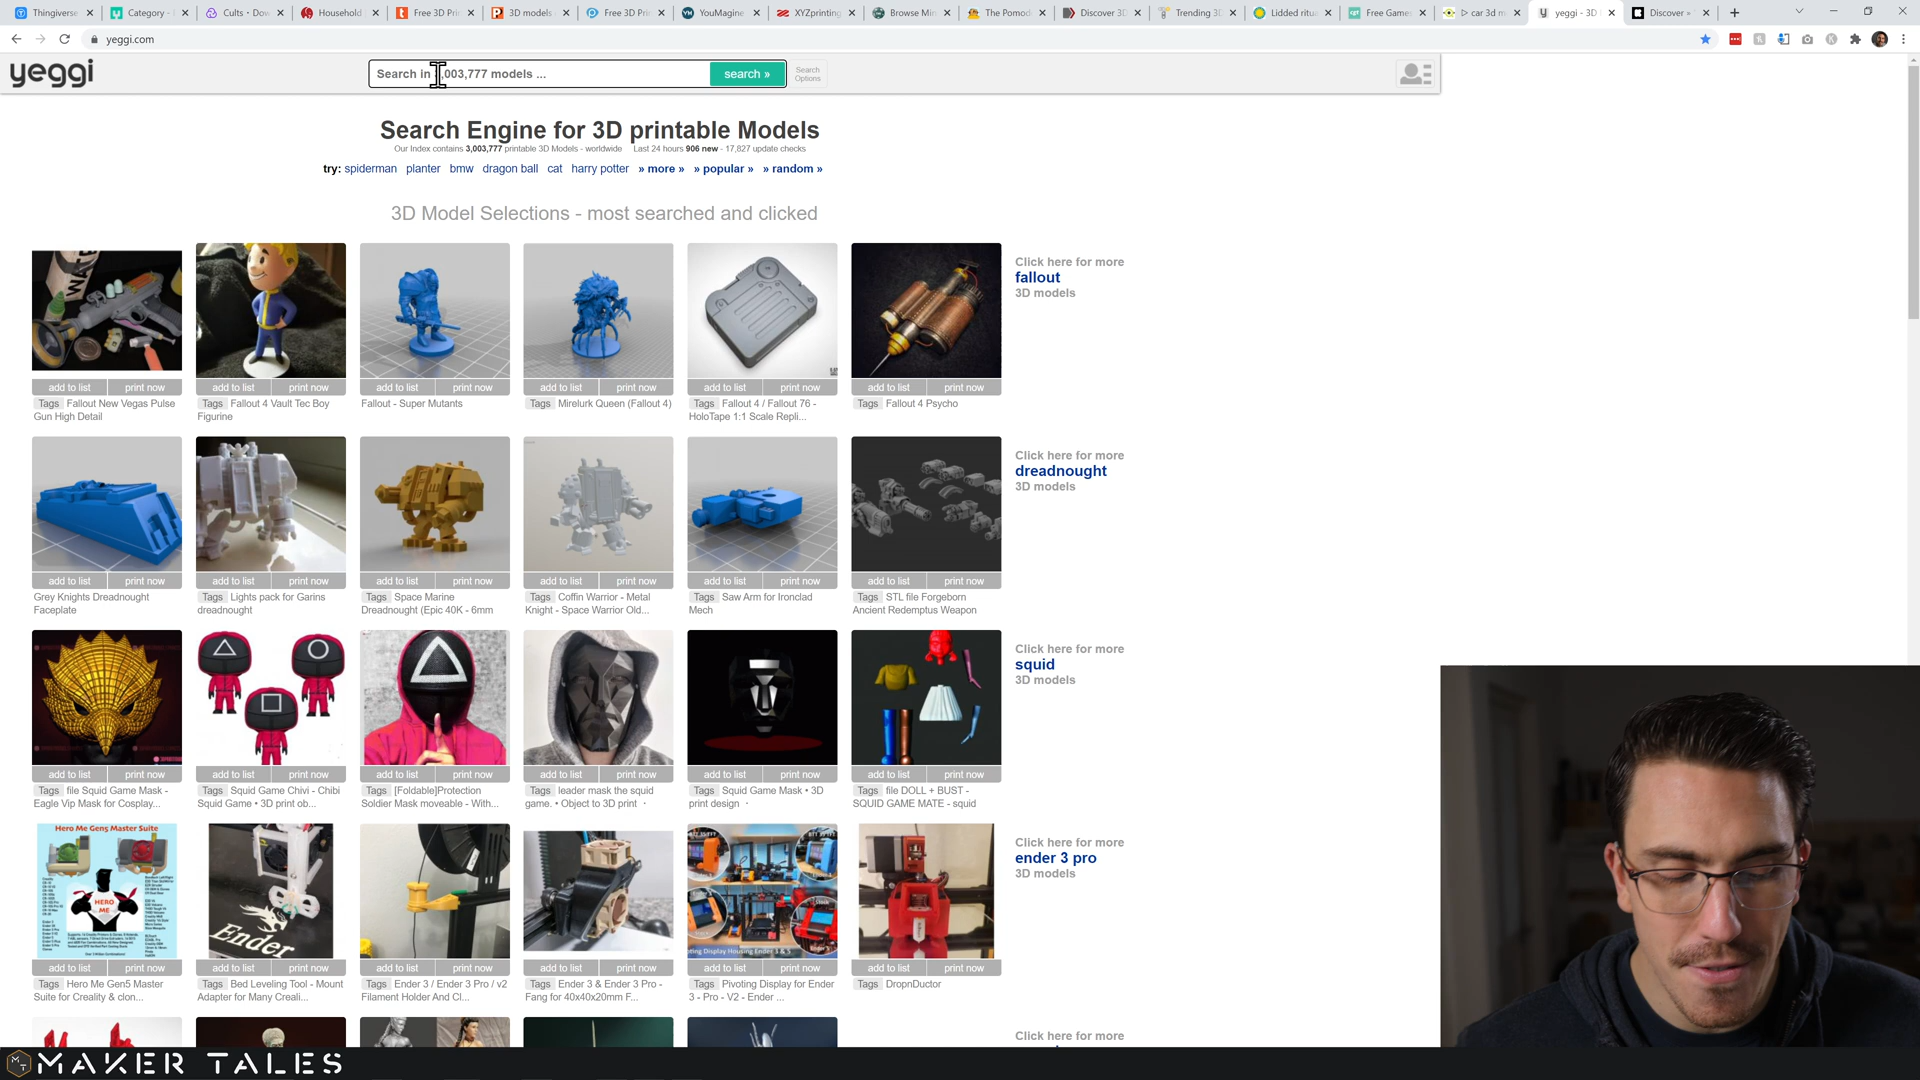 Thingiverse
Category -
Cults・Dow
Household
Free 3D Prin
3D models
Free 3D Prin
YouMagine
XYZprinting
Browse Min
The Pomod
Discover 3D
Trending 3D
Lidded ritua
Free Games
ᐅ car 3d m
yeggi - 3D
Discover »
yeggi.com
yeggi
Search in ,003,777 models ...
search »
Search Options
Search Engine for 3D printable Models
Our Index contains 3,003,777 printable 3D Models - worldwide Last 24 hours 906 new - 17,827 update checks
try: spiderman planter bmw dragon ball cat harry potter » more » » popular » » random »
3D Model Selections - most searched and clicked
add to list print now
add to list print now
add to list print now
add to list print now
add to list print now
add to list print now
Tags Fallout New Vegas Pulse
Gun High Detail
Tags Fallout 4 Vault Tec Boy
Figurine
Fallout - Super Mutants
Tags Mirelurk Queen (Fallout 4)
Tags Fallout 4 / Fallout 76 -
HoloTape 1:1 Scale Repli...
Tags Fallout 4 Psycho
Click here for more
fallout
3D models
add to list print now
add to list print now
add to list print now
add to list print now
add to list print now
add to list print now
Grey Knights Dreadnought
Faceplate
Tags Lights pack for Garins
dreadnought
Tags Space Marine
Dreadnought (Epic 40K - 6mm
Tags Coffin Warrior - Metal
Knight - Space Warrior Old...
Tags Saw Arm for Ironclad
Mech
Tags STL file Forgeborn
Ancient Redemptus Weapon
Click here for more
dreadnought
3D models
add to list print now
add to list print now
add to list print now
add to list print now
add to list print now
add to list print now
Tags file Squid Game Mask -
Eagle Vip Mask for Cosplay...
Tags Squid Game Chivi - Chibi
Squid Game • 3D print ob...
Tags [Foldable]Protection
Soldier Mask moveable - With...
Tags leader mask the squid
game. • Object to 3D print ・
Tags Squid Game Mask • 3D
print design ・
Tags file DOLL + BUST -
SQUID GAME MATE - squid
Click here for more
squid
3D models
Hero Me Gen5 Master Suite
HERO
ME
Ender
add to list print now
add to list print now
add to list print now
add to list print now
add to list print now
add to list print now
Tags Hero Me Gen5 Master
Suite for Creality & clon...
Tags Bed Leveling Tool - Mount
Adapter for Many Creali...
Tags Ender 3 / Ender 3 Pro / v2
Filament Holder And Cl...
Tags Ender 3 & Ender 3 Pro -
Fang for 40x40x20mm F...
Tags Pivoting Display for Ender
3 - Pro - V2 - Ender ...
Tags DropnDuctor
Click here for more
ender 3 pro
3D models
Click here for more
MAKER TALES